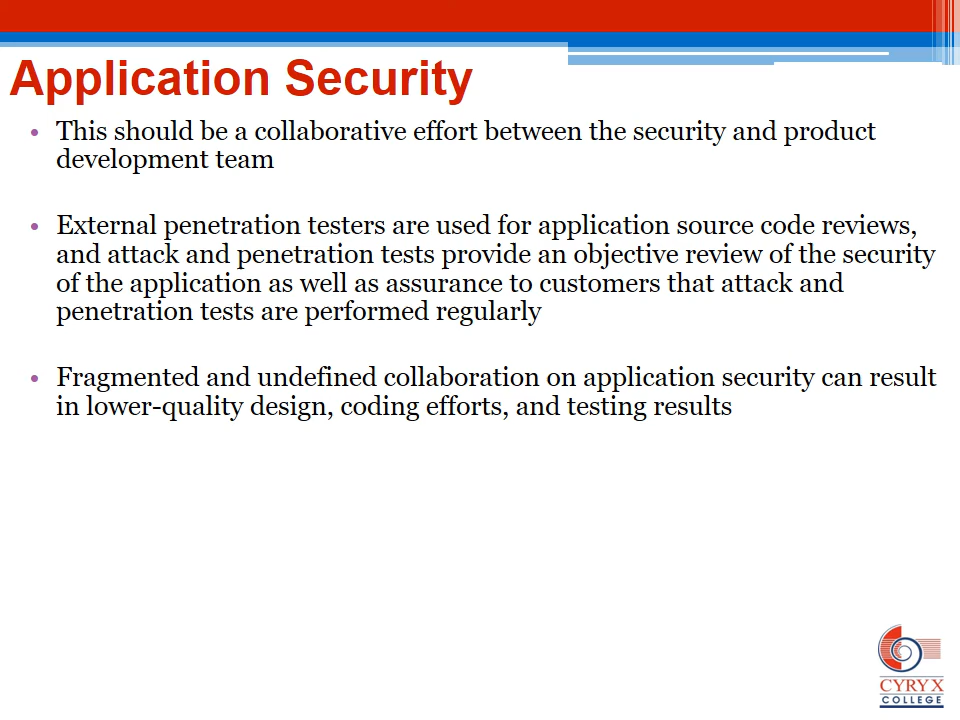 Application Security
• This should be a collaborative effort between the security and product
development team
• External penetration testers are used for application source code reviews,
and attack and penetration tests provide an objective review of the security
of the application as well as assurance to customers that attack and
penetration tests are performed regularly
• Fragmented and undefined collaboration on application security can result
in lower-quality design, coding efforts, and testing results
CYRYX
COLLEGE